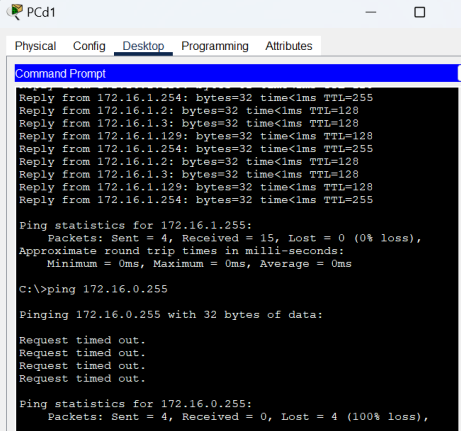 PCd1
Physical Config Desktop Programming Attributes
Command Prompt
Reply from 172.16.1.254: bytes=32 time<1ms TTL=255
Reply from 172.16.1.2: bytes=32 time<1ms TTL=128
Reply from 172.16.1.3: bytes=32 time<1ms TTL=128
Reply from 172.16.1.129: bytes=32 time<1ms TTL=128
Reply from 172.16.1.254: bytes=32 time<1ms TTL=255
Reply from 172.16.1.2: bytes=32 time<1ms TTL=128
Reply from 172.16.1.3: bytes=32 time<1ms TTL=128
Reply from 172.16.1.129: bytes=32 time<1ms TTL=128
Reply from 172.16.1.254: bytes=32 time<1ms TTL=255
Ping statistics for 172.16.1.255:
Packets: Sent = 4, Received = 15, Lost = 0 (0% loss),
Approximate round trip times in milli-seconds:
Minimum = 0ms, Maximum = 0ms, Average = 0ms
C:\>ping 172.16.0.255
Pinging 172.16.0.255 with 32 bytes of data:
Request timed out.
Request timed out.
Request timed out.
Request timed out.
Ping statistics for 172.16.0.255:
Packets: Sent = 4, Received = 0, Lost = 4 (100% loss),